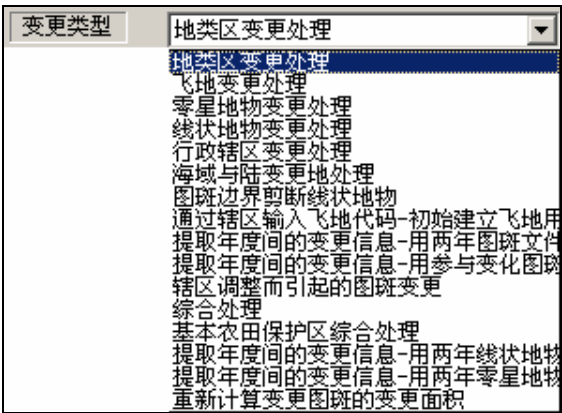 变更类型
地类区变更处理
地类区变更处理
飞地变更处理
零星地物变更处理
线状地物变更处理
行政辖区变更处理
海域与陆变更地处理
图斑边界剪断线状地物
通过辖区输入飞地代码-初始建立飞地用
提取年度间的变更信息-用两年图斑文件
提取年度间的变更信息-用参与变化图斑
辖区调整而引起的图斑变更
综合处理
基本农田保护区综合处理
提取年度间的变更信息-用两年线状地物
提取年度间的变更信息-用两年零星地物
重新计算变更图斑的变更面积